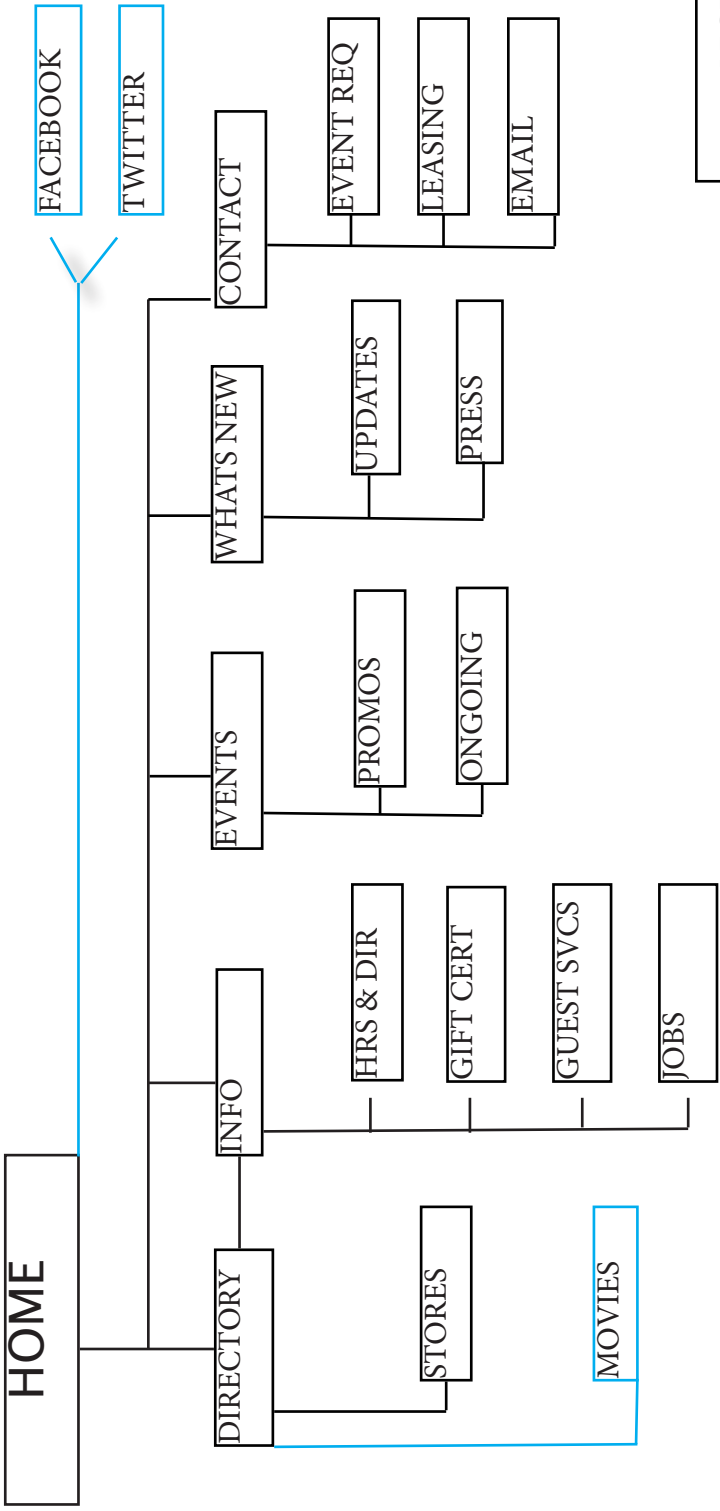 HOME
FACEBOOK
TWITTER
DIRECTORY
STORES
MOVIES
INFO
HRS & DIR
GIFT CERT
GUEST SVCS
JOBS
EVENTS
PROMOS
ONGOING
WHATS NEW
UPDATES
PRESS
CONTACT
EVENT REQ
LEASING
EMAIL